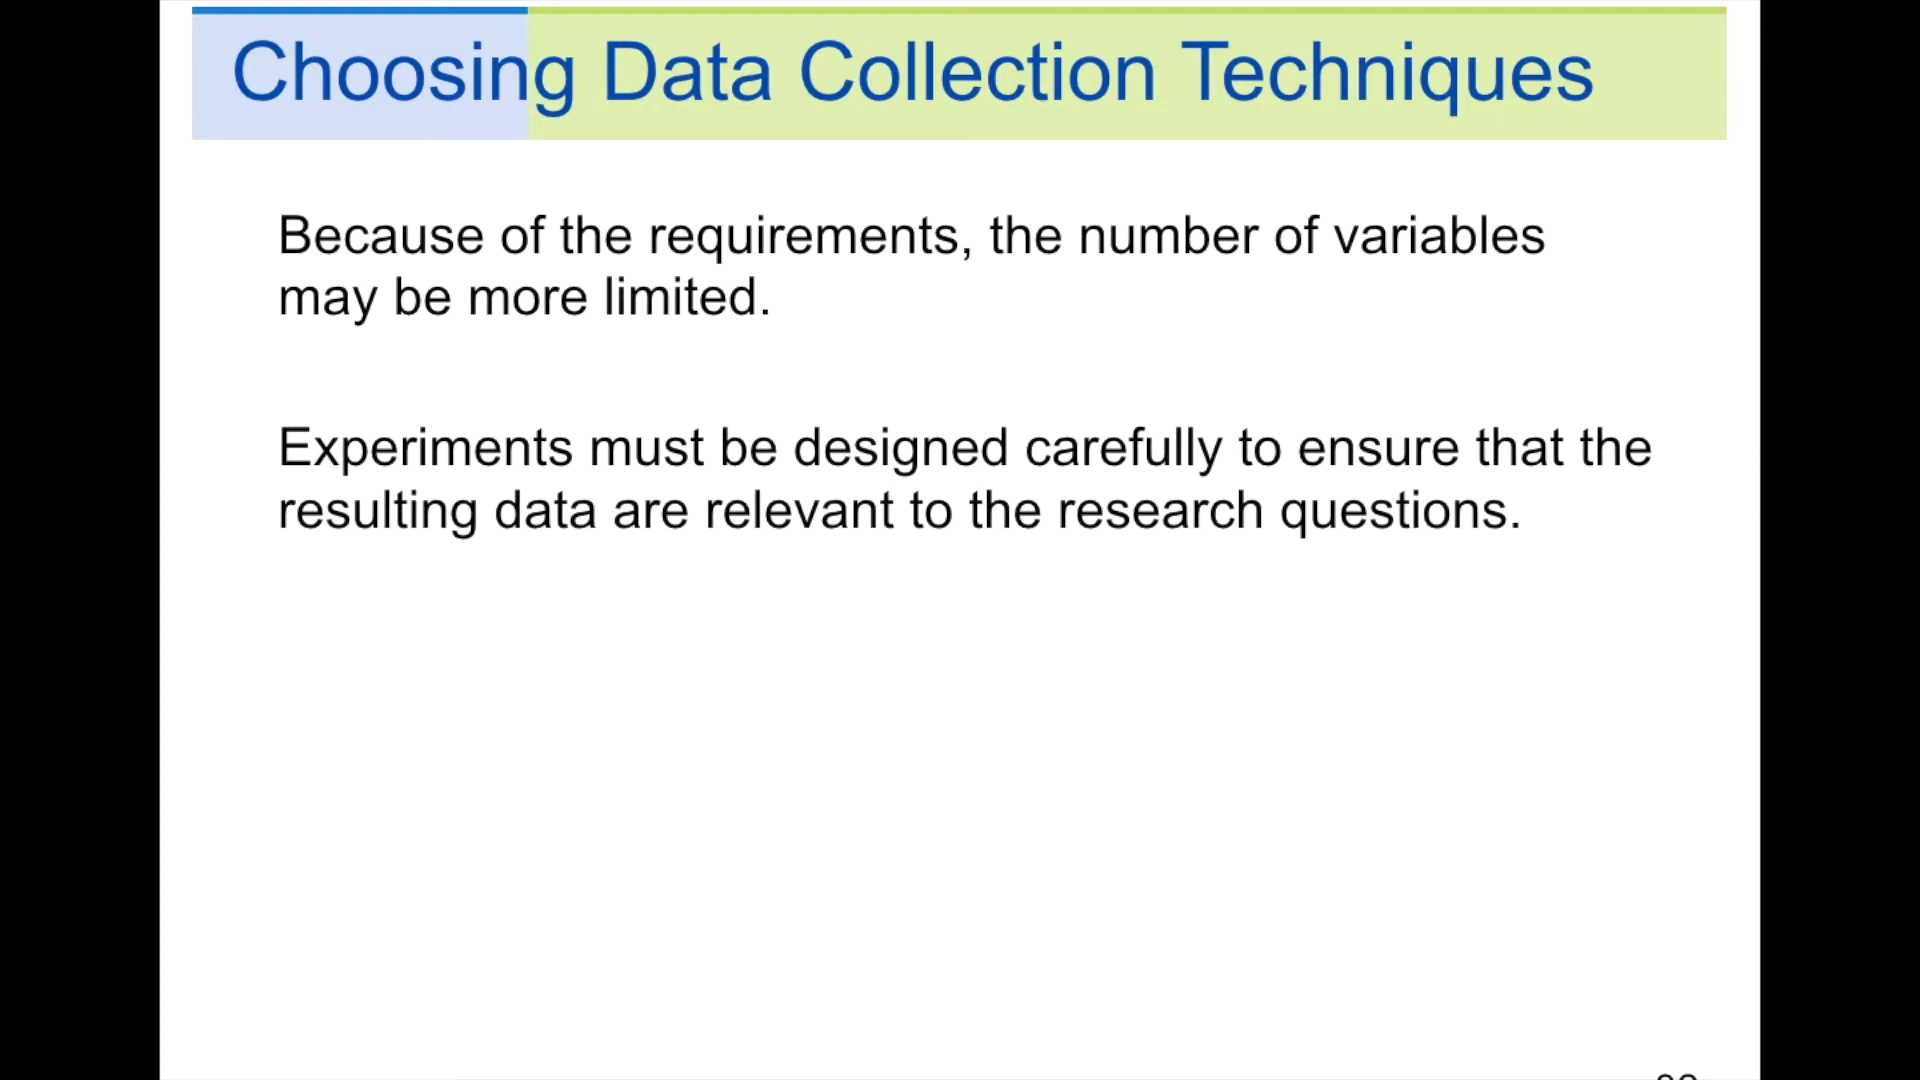 Choosing Data Collection Techniques
Because of the requirements, the number of variables
may be more limited.
Experiments must be designed carefully to ensure that the
resulting data are relevant to the research questions.